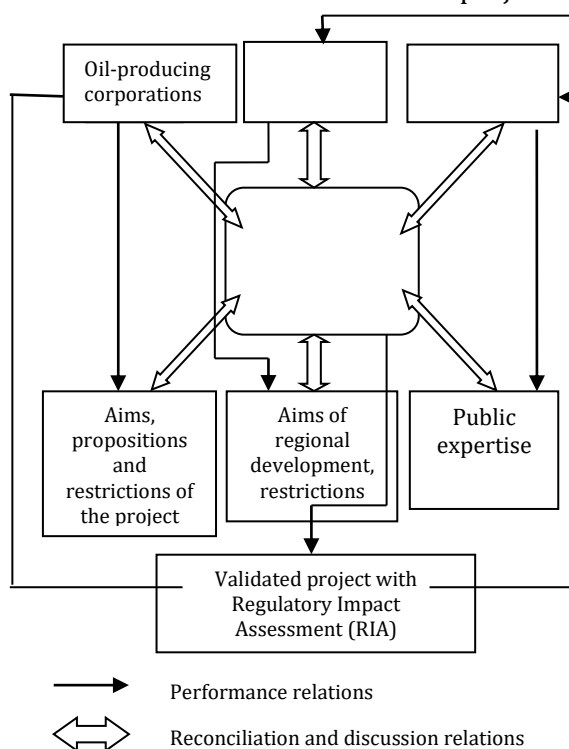 Oil-producing
corporations
Aims,
propositions
and
restrictions of
the project
Aims of
regional
development,
restrictions
Public
expertise
Validated project with
Regulatory Impact
Assessment (RIA)
Performance relations
Reconciliation and discussion relations